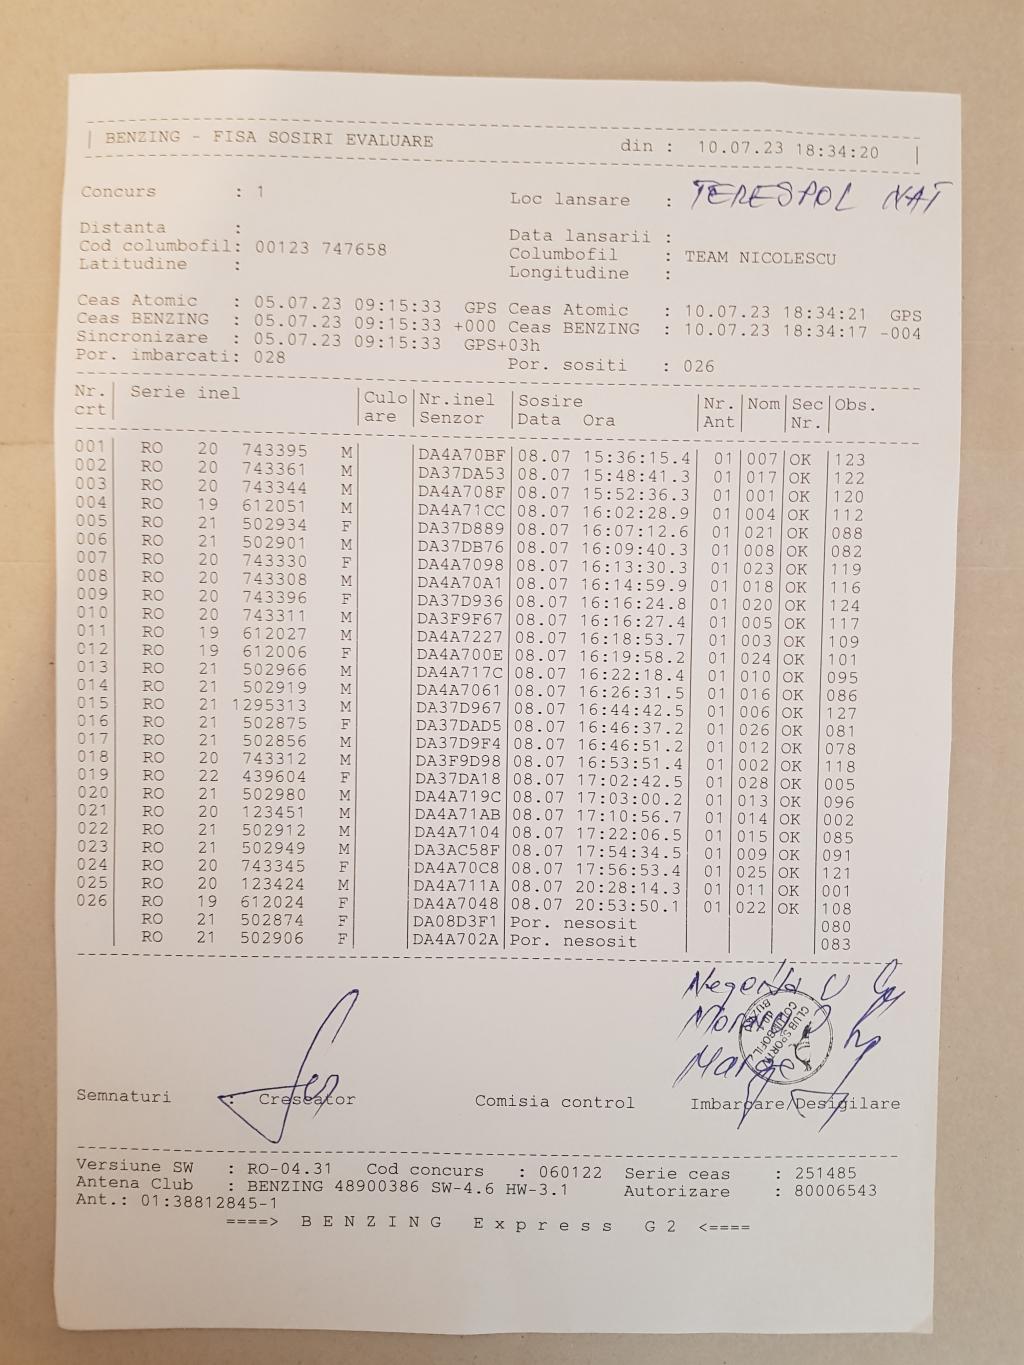 BENZING - FISA SOSIRI EVALUARE din : 10.07.23 18:34:20
Concurs : 1 Loc lansare : TERESPOL NAT
Distanta : Data lansarii :
Cod columbofil: 00123 747658 Columbofil : TEAM NICOLESCU
Latitudine : Longitudine :
Ceas Atomic : 05.07.23 09:15:33 GPS Ceas Atomic : 10.07.23 18:34:21 GPS
Ceas BENZING : 05.07.23 09:15:33 +000 Ceas BENZING : 10.07.23 18:34:17 -004
Sincronizare : 05.07.23 09:15:33 GPS+03h
Por. imbarcati: 028 Por. sositi : 026
Nr. Serie inel Culo Nr.inel Sosire Nr. Nom Sec Obs.
crt are Senzor Data Ora Ant Nr.
001 RO 20 743395 M DA4A70BF 08.07 15:36:15.4 01 007 OK 123
002 RO 20 743361 M DA37DA53 08.07 15:48:41.3 01 017 OK 122
003 RO 20 743344 M DA4A708F 08.07 15:52:36.3 01 001 OK 120
004 RO 19 612051 M DA4A71CC 08.07 16:02:28.9 01 004 OK 112
005 RO 21 502934 F DA37D889 08.07 16:07:12.6 01 021 OK 088
006 RO 21 502901 M DA37DB76 08.07 16:09:40.3 01 008 OK 082
007 RO 20 743330 F DA4A7098 08.07 16:13:30.3 01 023 OK 119
008 RO 20 743308 M DA4A70A1 08.07 16:14:59.9 01 018 OK 116
009 RO 20 743396 F DA37D936 08.07 16:16:24.8 01 020 OK 124
010 RO 20 743311 M DA3F9F67 08.07 16:16:27.4 01 005 OK 117
011 RO 19 612027 M DA4A7227 08.07 16:18:53.7 01 003 OK 109
012 RO 19 612006 F DA4A700E 08.07 16:19:58.2 01 024 OK 101
013 RO 21 502966 M DA4A717C 08.07 16:22:18.4 01 010 OK 095
014 RO 21 502919 M DA4A7061 08.07 16:26:31.5 01 016 OK 086
015 RO 21 1295313 M DA37D967 08.07 16:44:42.5 01 006 OK 127
016 RO 21 502875 F DA37DAD5 08.07 16:46:37.2 01 026 OK 081
017 RO 21 502856 M DA37D9F4 08.07 16:46:51.2 01 012 OK 078
018 RO 20 743312 M DA3F9D98 08.07 16:53:51.4 01 002 OK 118
019 RO 22 439604 F DA37DA18 08.07 17:02:42.5 01 028 OK 005
020 RO 21 502980 M DA4A719C 08.07 17:03:00.2 01 013 OK 096
021 RO 20 123451 M DA4A71AB 08.07 17:10:56.7 01 014 OK 002
022 RO 21 502912 M DA4A7104 08.07 17:22:06.5 01 015 OK 085
023 RO 21 502949 M DA3AC58F 08.07 17:54:34.5 01 009 OK 091
024 RO 20 743345 F DA4A70C8 08.07 17:56:53.4 01 025 OK 121
025 RO 20 123424 M DA4A711A 08.07 20:28:14.3 01 011 OK 001
026 RO 19 612024 F DA4A7048 08.07 20:53:50.1 01 022 OK 108
RO 21 502874 F DA08D3F1 Por. nesosit 080
RO 21 502906 F DA4A702A Por. nesosit 083
CLUB SPORTIV
BUZAU
Semnaturi : Crescator Comisia control Imbarcare/Desigilare
Versiune SW : RO-04.31 Cod concurs : 060122 Serie ceas : 251485
Antena Club : BENZING 48900386 SW-4.6 HW-3.1 Autorizare : 80006543
Ant.: 01:38812845-1
====> B E N Z I N G E x p r e s s G 2 <====